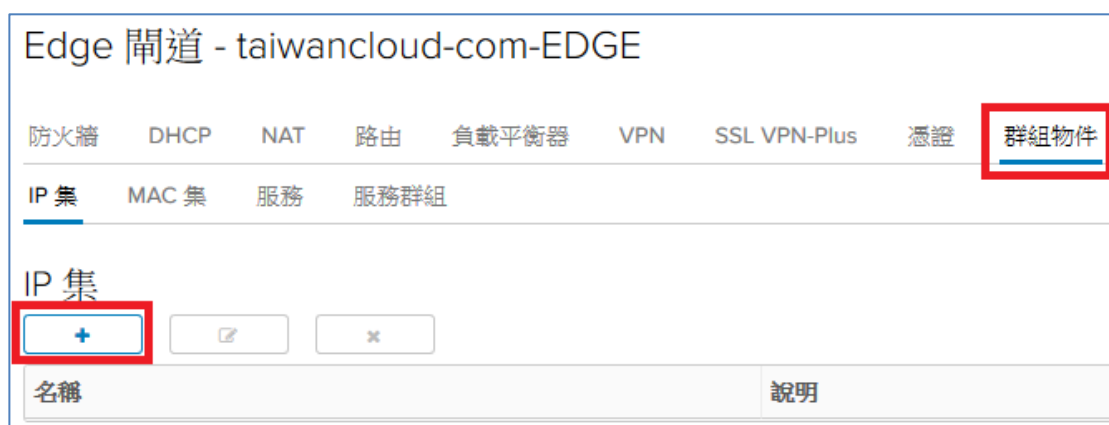 Edge 閘道 - taiwancloud-com-EDGE
防火牆 DHCP NAT 路由 負載平衡器 VPN SSL VPN-Plus 憑證 群組物件
IP 集 MAC 集 服務 服務群組
IP 集
名稱 說明